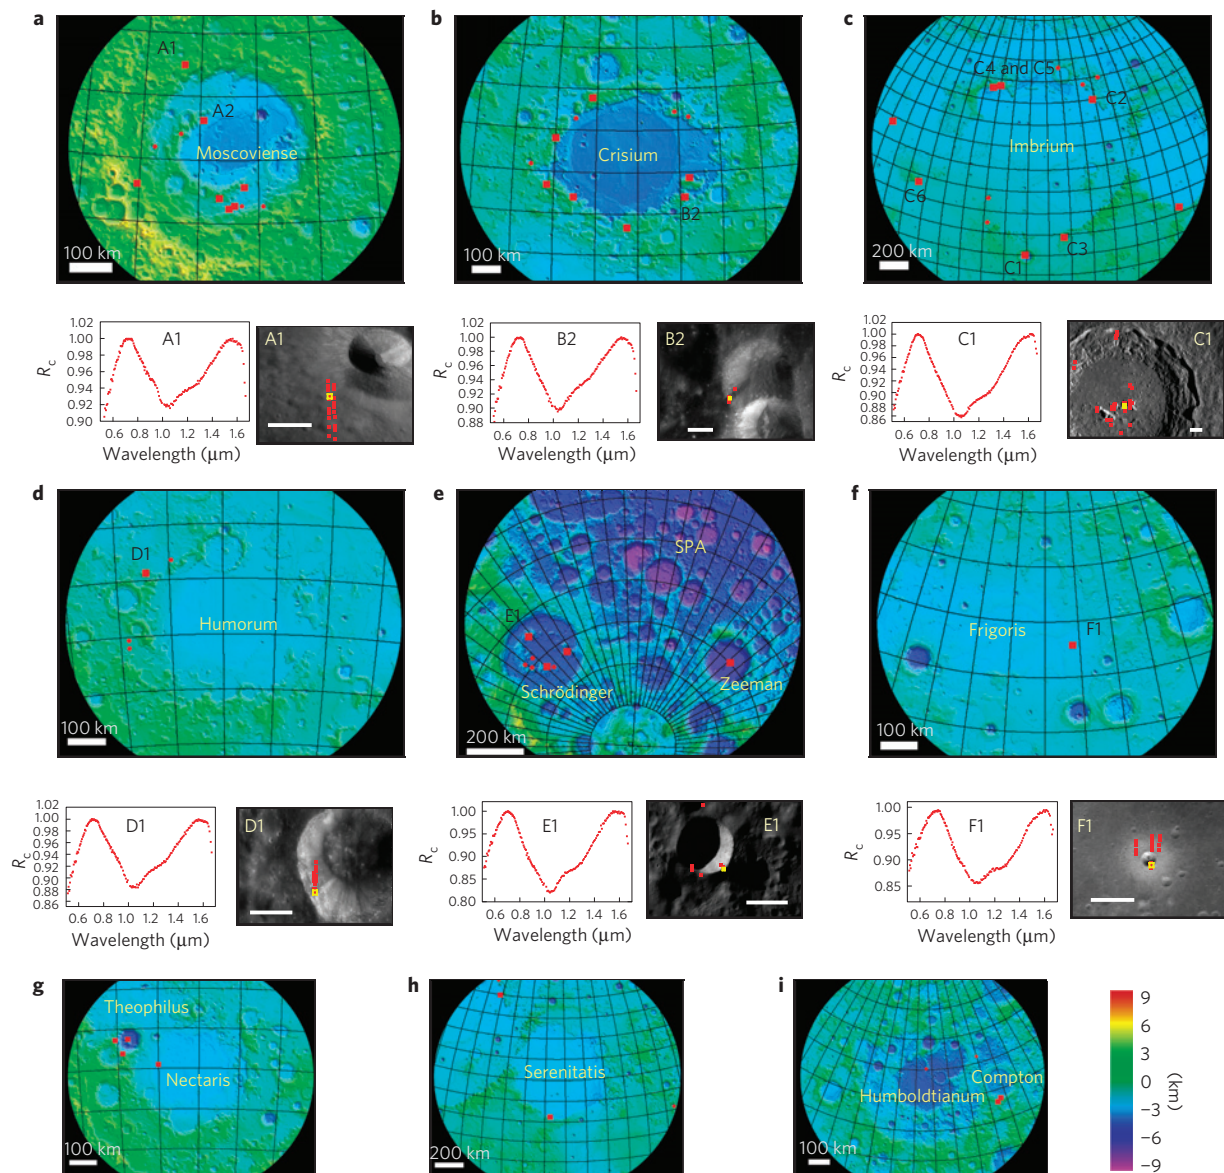 a
A1
A2
Moscoviense
100 km
b
Crisium
B2
100 km
c
C4 and C5
C2
Imbrium
C6
C3
C1
200 km
1.02
1.00
0.98
0.96
0.94
0.92
0.90
Rc
A1
0.6 0.8 1.0 1.2 1.4 1.6
Wavelength (μm)
A1
1.02
1.00
0.98
0.96
0.94
0.92
0.90
0.88
Rc
B2
0.6 0.8 1.0 1.2 1.4 1.6
Wavelength (μm)
B2
1.02
1.00
0.98
0.96
0.94
0.92
0.90
0.88
0.86
Rc
C1
0.6 0.8 1.0 1.2 1.4 1.6
Wavelength (μm)
C1
d
D1
Humorum
100 km
e
SPA
E1
Schrödinger
Zeeman
200 km
f
Frigoris
F1
100 km
1.02
1.00
0.98
0.96
0.94
0.92
0.90
0.88
0.86
Rc
D1
0.6 0.8 1.0 1.2 1.4 1.6
Wavelength (μm)
D1
1.00
0.95
0.90
0.85
0.80
Rc
E1
0.6 0.8 1.0 1.2 1.4 1.6
Wavelength (μm)
E1
1.00
0.95
0.90
0.85
Rc
F1
0.6 0.8 1.0 1.2 1.4 1.6
Wavelength (μm)
F1
g
Theophilus
Nectaris
100 km
h
Serenitatis
200 km
i
Compton
Humboldtianum
100 km
9
6
3
0
−3
−6
−9
(km)